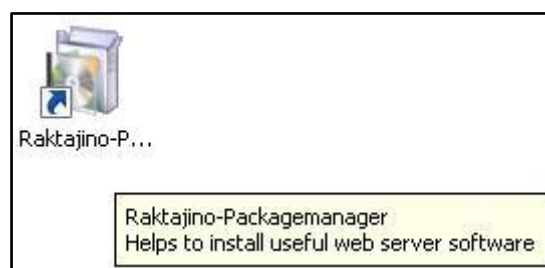 Raktajino-P...
Raktajino-Packagemanager
Helps to install useful web server software